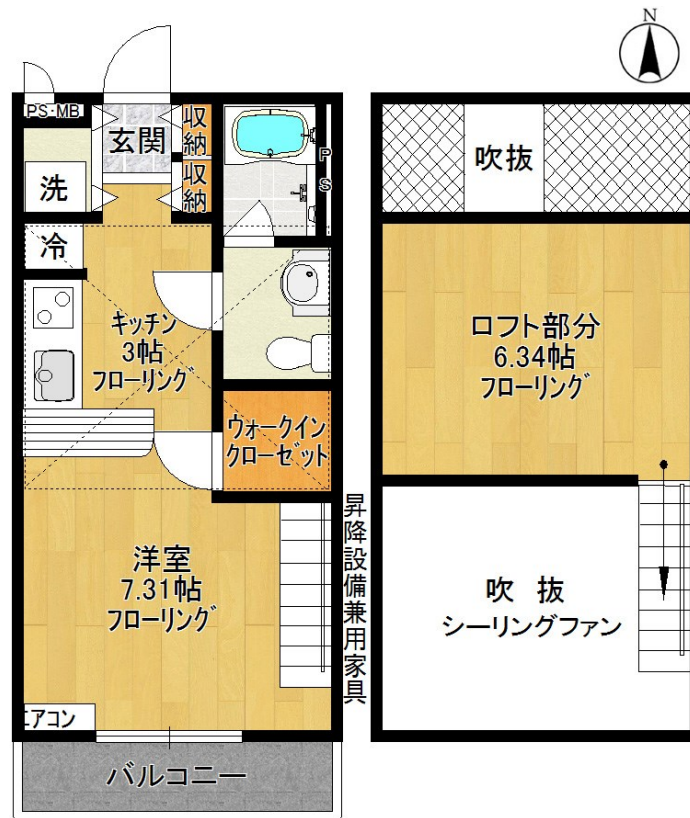 N
PS・MB
玄関
収納
収納
PS
洗
冷
キッチン
3帖
フローリング
ウォークイン
クローゼット
洋室
7.31帖
フローリング
昇降設備兼用家具
エアコン
バルコニー
吹抜
ロフト部分
6.34帖
フローリング
吹 抜
シーリングファン